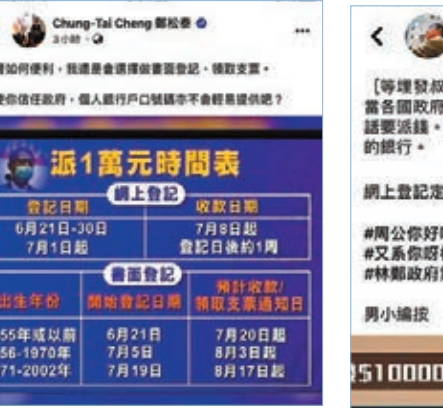 Chung-Tai Cheng 鄭松泰
3小時
如何便利，我還是會選擇做書面登記，領取支票。
使你信任政府，個人銀行戶口號碼亦不會輕易提供吧？
派1萬元時間表
網上登記
登記日期 收款日期
6月21日-30日 7月8日起
7月1日起 登記日後約1周
書面登記
出生年份 開始登記日期 預計收款/領取支票通知日
55年或以前 6月21日 7月20日起
56-1970年 7月5日 8月3日起
71-2002年 7月19日 8月17日起
[等埋發叔
當各國政府
話要派錢，
的銀行。
網上登記
#周公你好
#又系你呀
#林鄭政府
男小編按
$10000